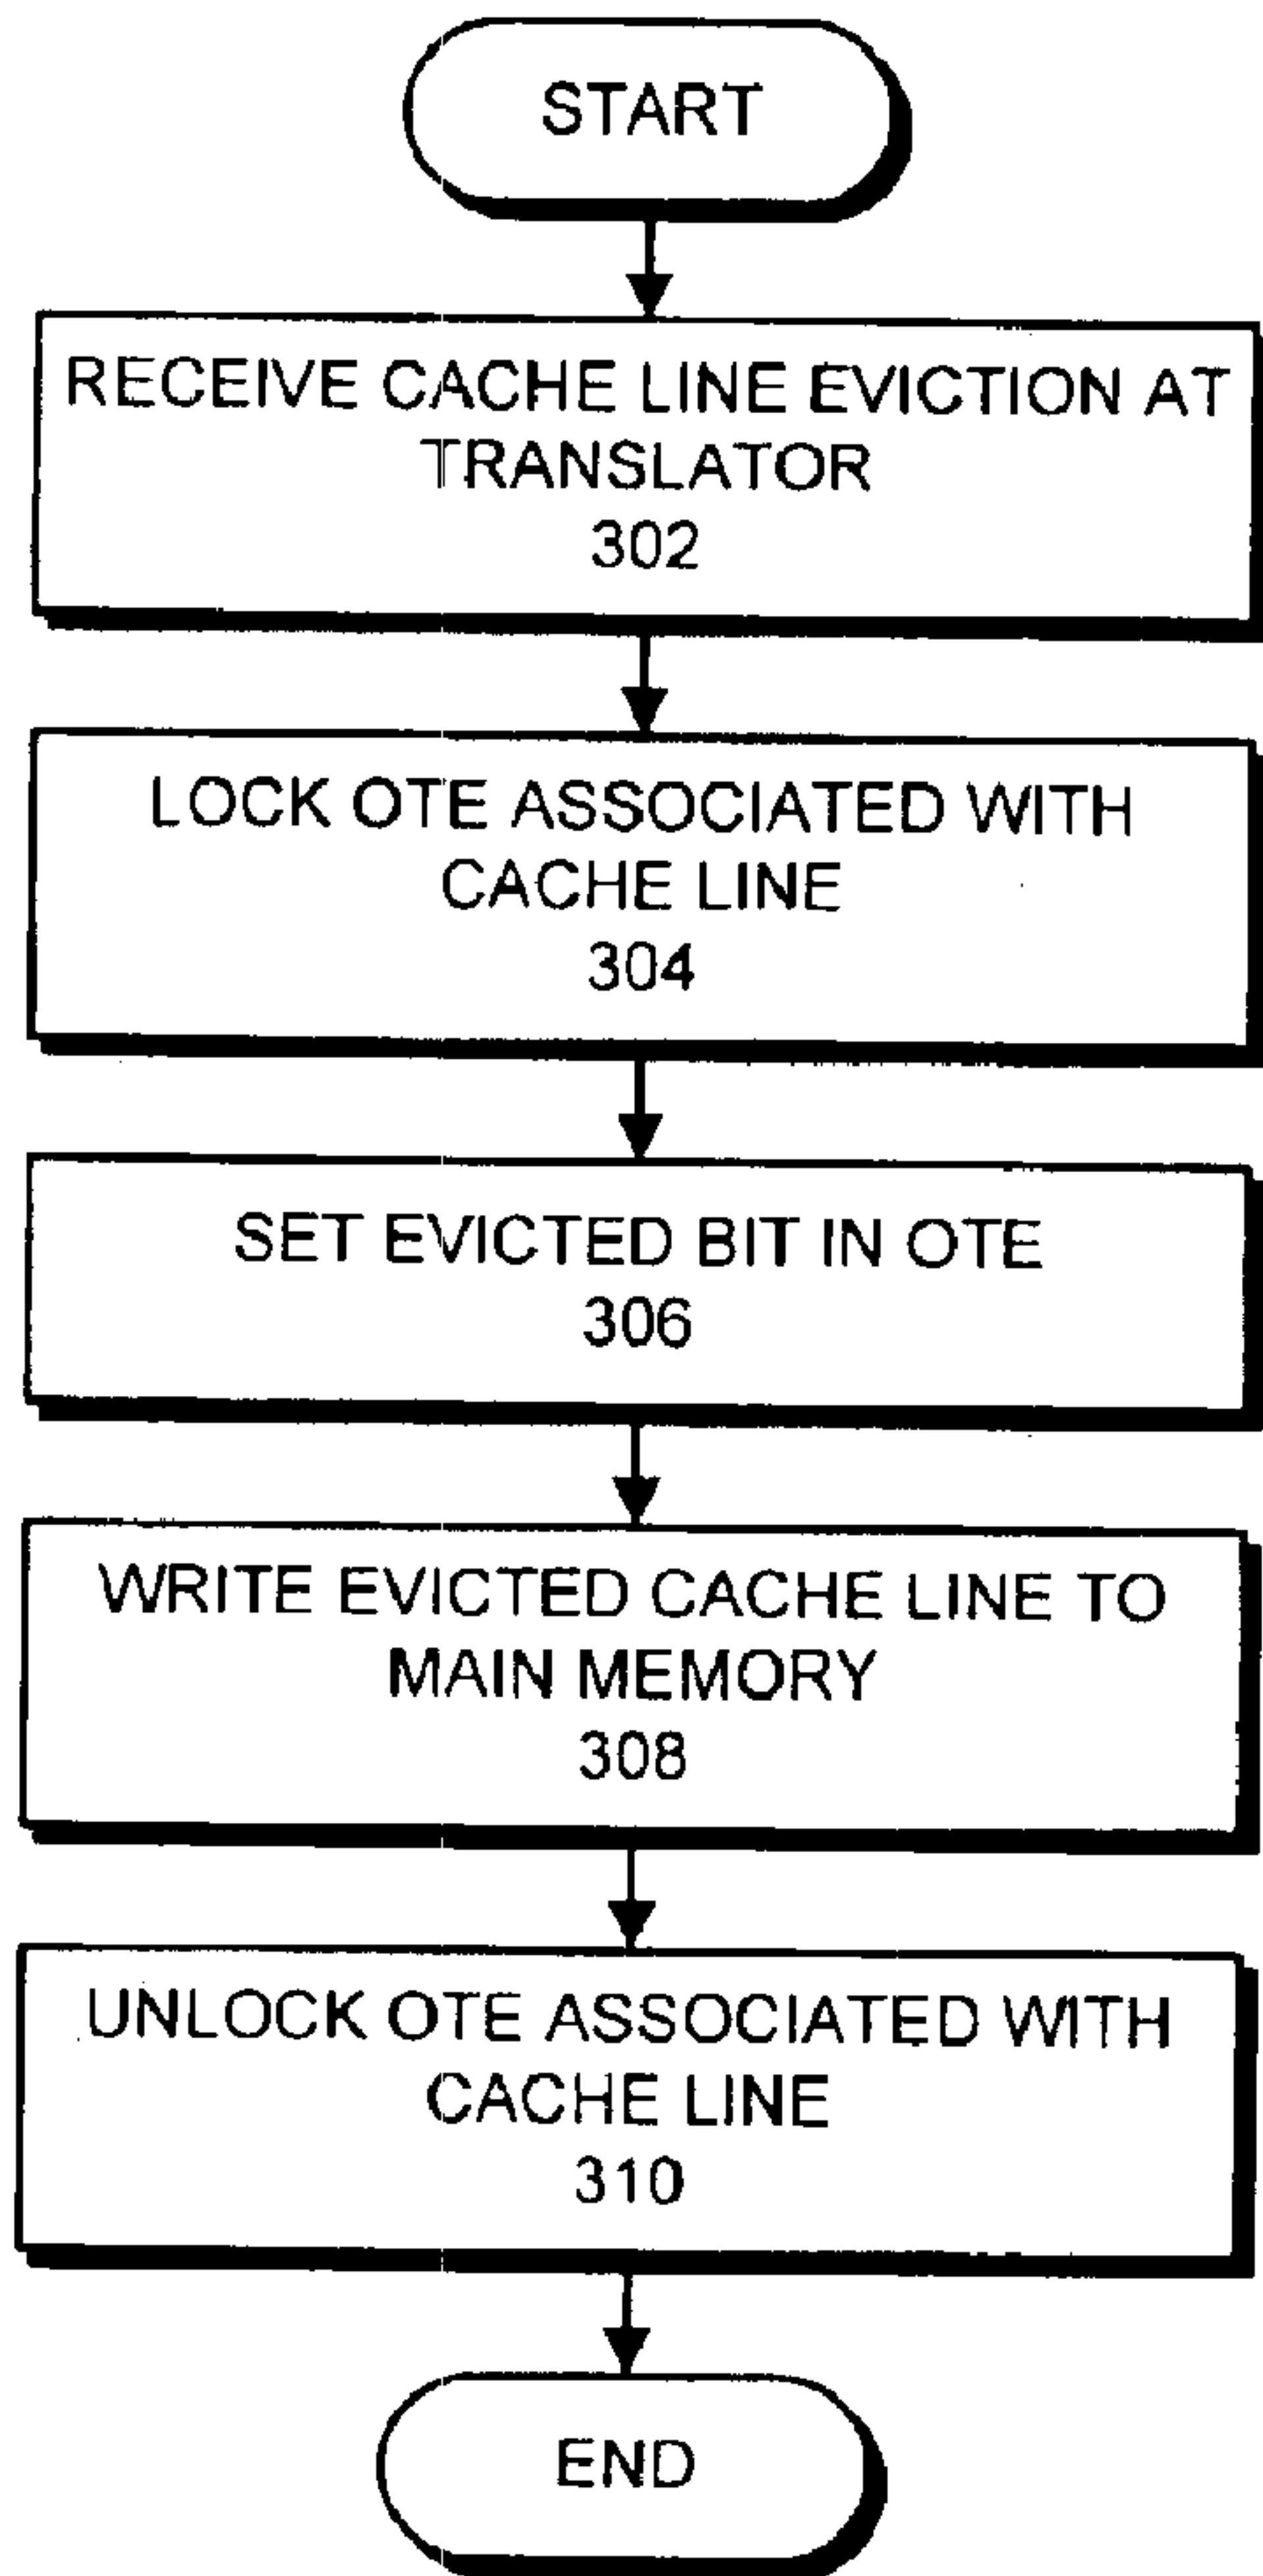 START
RECEIVE CACHE LINE EVICTION AT
TRANSLATOR
302
LOCK OTE ASSOCIATED WITH
CACHE LINE
304
SET EVICTED BIT IN OTE
306
WRITE EVICTED CACHE LINE TO
MAIN MEMORY
308
UNLOCK OTE ASSOCIATED WITH
CACHE LINE
310
END